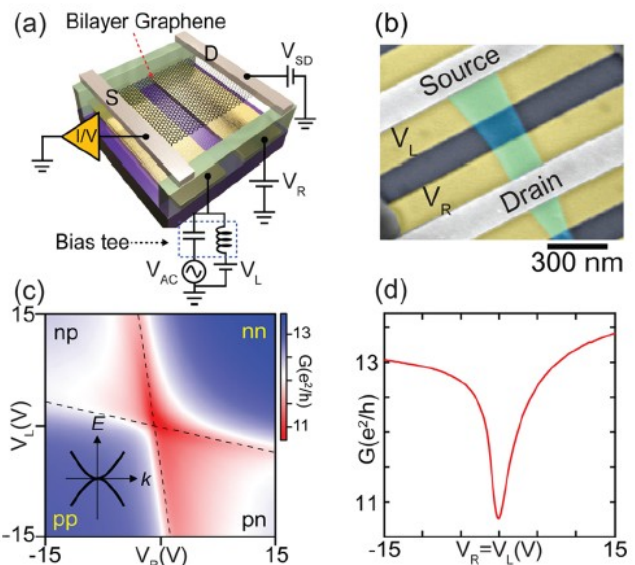 (a)
Bilayer Graphene
D
S
V_SD
I/V
V_R
Bias tee
V_AC
V_L
(b)
Source
V_L
V_R
Drain
300 nm
(c)
15
np
nn
13
G(e²/h)
11
V_L(V)
E
k
pp
pn
-15
-15
V_R(V)
15
(d)
13
G(e²/h)
11
-15
V_R=V_L(V)
15